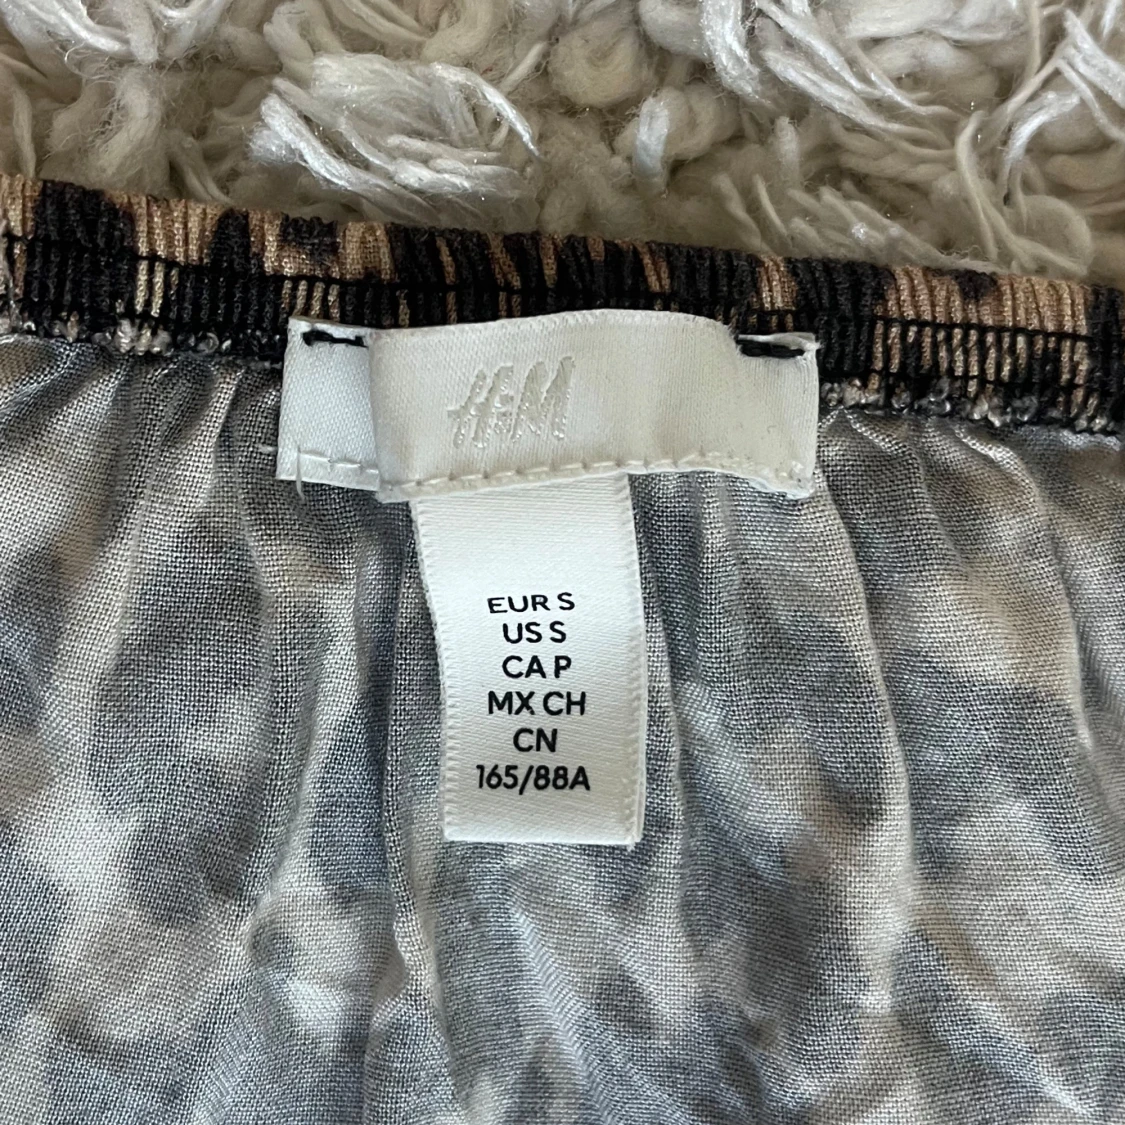 H&M
EUR S
US S
CA P
MX CH
CN
165/88A